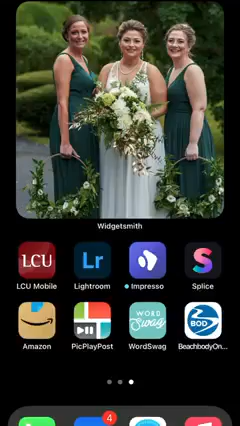 Widgetsmith
LCU
Lr
LCU Mobile
Lightroom
Impresso
Splice
WORD
Swag
BOD
Amazon
PicPlayPost
WordSwag
BeachbodyOn...
4